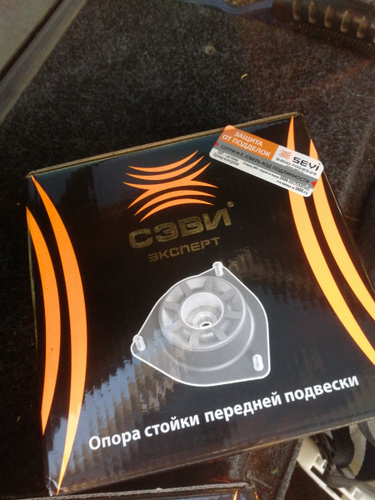 ЗАЩИТА
ОТ ПОДДЕЛОК
SEVi
СЭВИ®
ЭКСПЕРТ
Опора стойки передней подвески